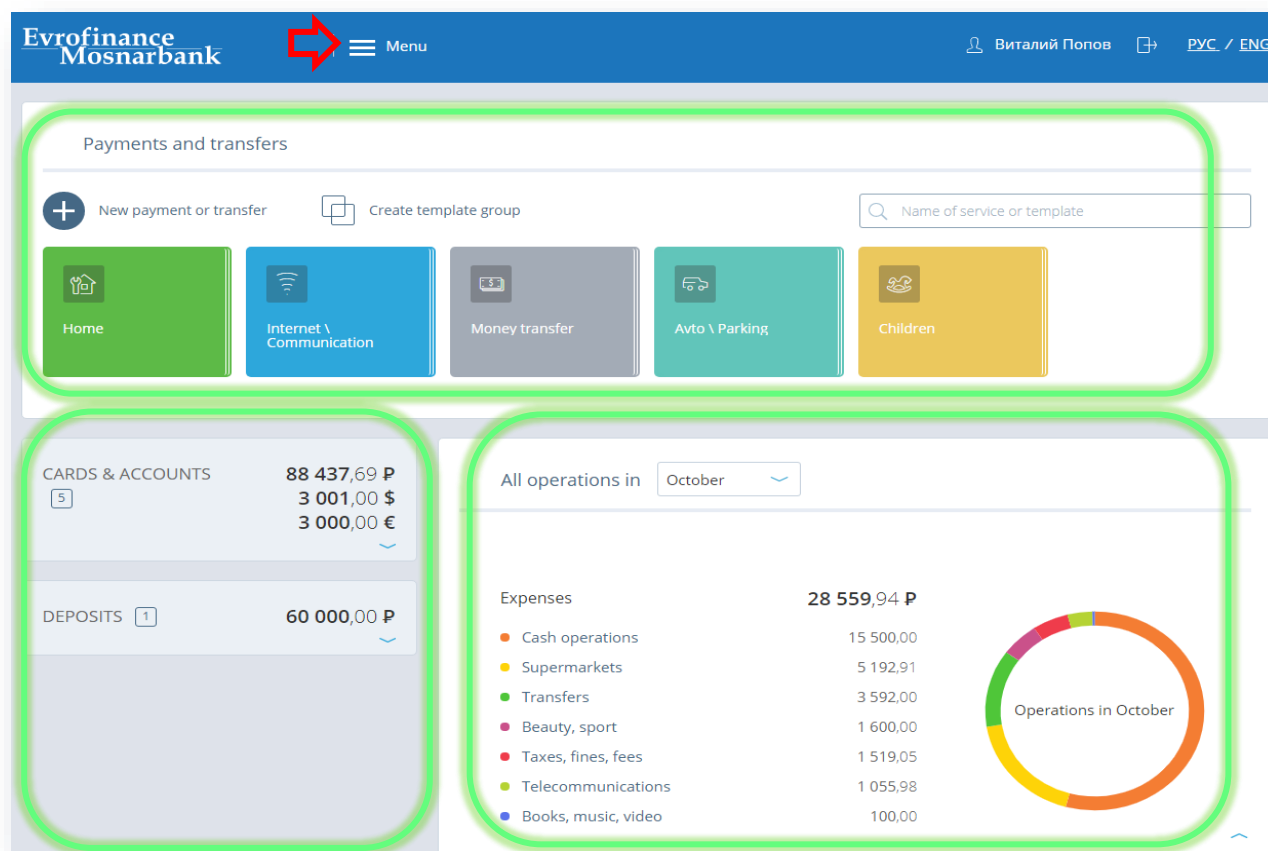 Evrofinance
Mosnarbank
Menu
Виталий Попов
РУС / ENG
Payments and transfers
New payment or transfer
Create template group
Name of service or template
Home
Internet \
Communication
Money transfer
Avto \ Parking
Children
CARDS & ACCOUNTS
5
88 437,69 ₽
3 001,00 $
3 000,00 €
DEPOSITS 1
60 000,00 ₽
All operations in October
Expenses 28 559,94 ₽
Cash operations 15 500,00
Supermarkets 5 192,91
Transfers 3 592,00
Beauty, sport 1 600,00
Taxes, fines, fees 1 519,05
Telecommunications 1 055,98
Books, music, video 100,00
Operations in October